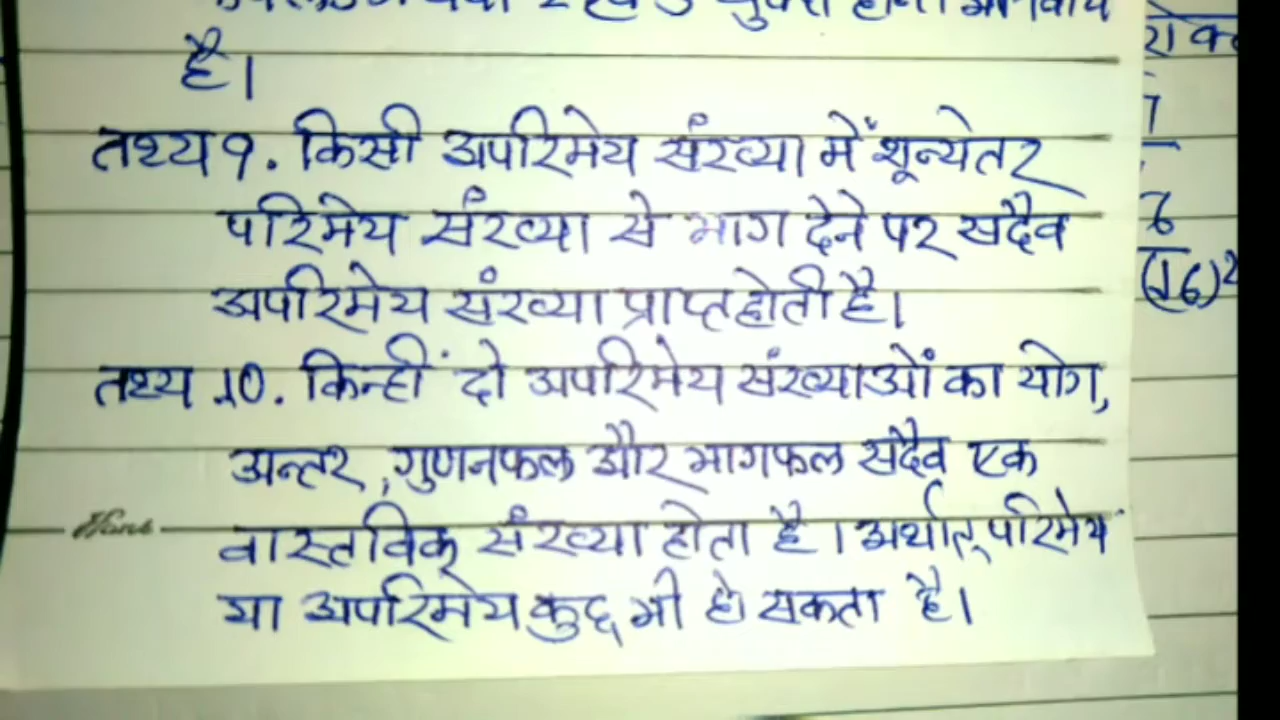 है।
तथ्य 9. किसी अपरिमेय संख्या में शून्येतर
परिमेय संख्या से भाग देने पर सदैव
अपरिमेय संख्या प्राप्त होती है।
तथ्य 10. किन्हीं दो अपरिमेय संख्याओं का योग,
अन्तर, गुणनफल और भागफल सदैव एक
वास्तविक संख्या होता है। अर्थात् परिमेय
या अपरिमेय कुछ भी हो सकता है।